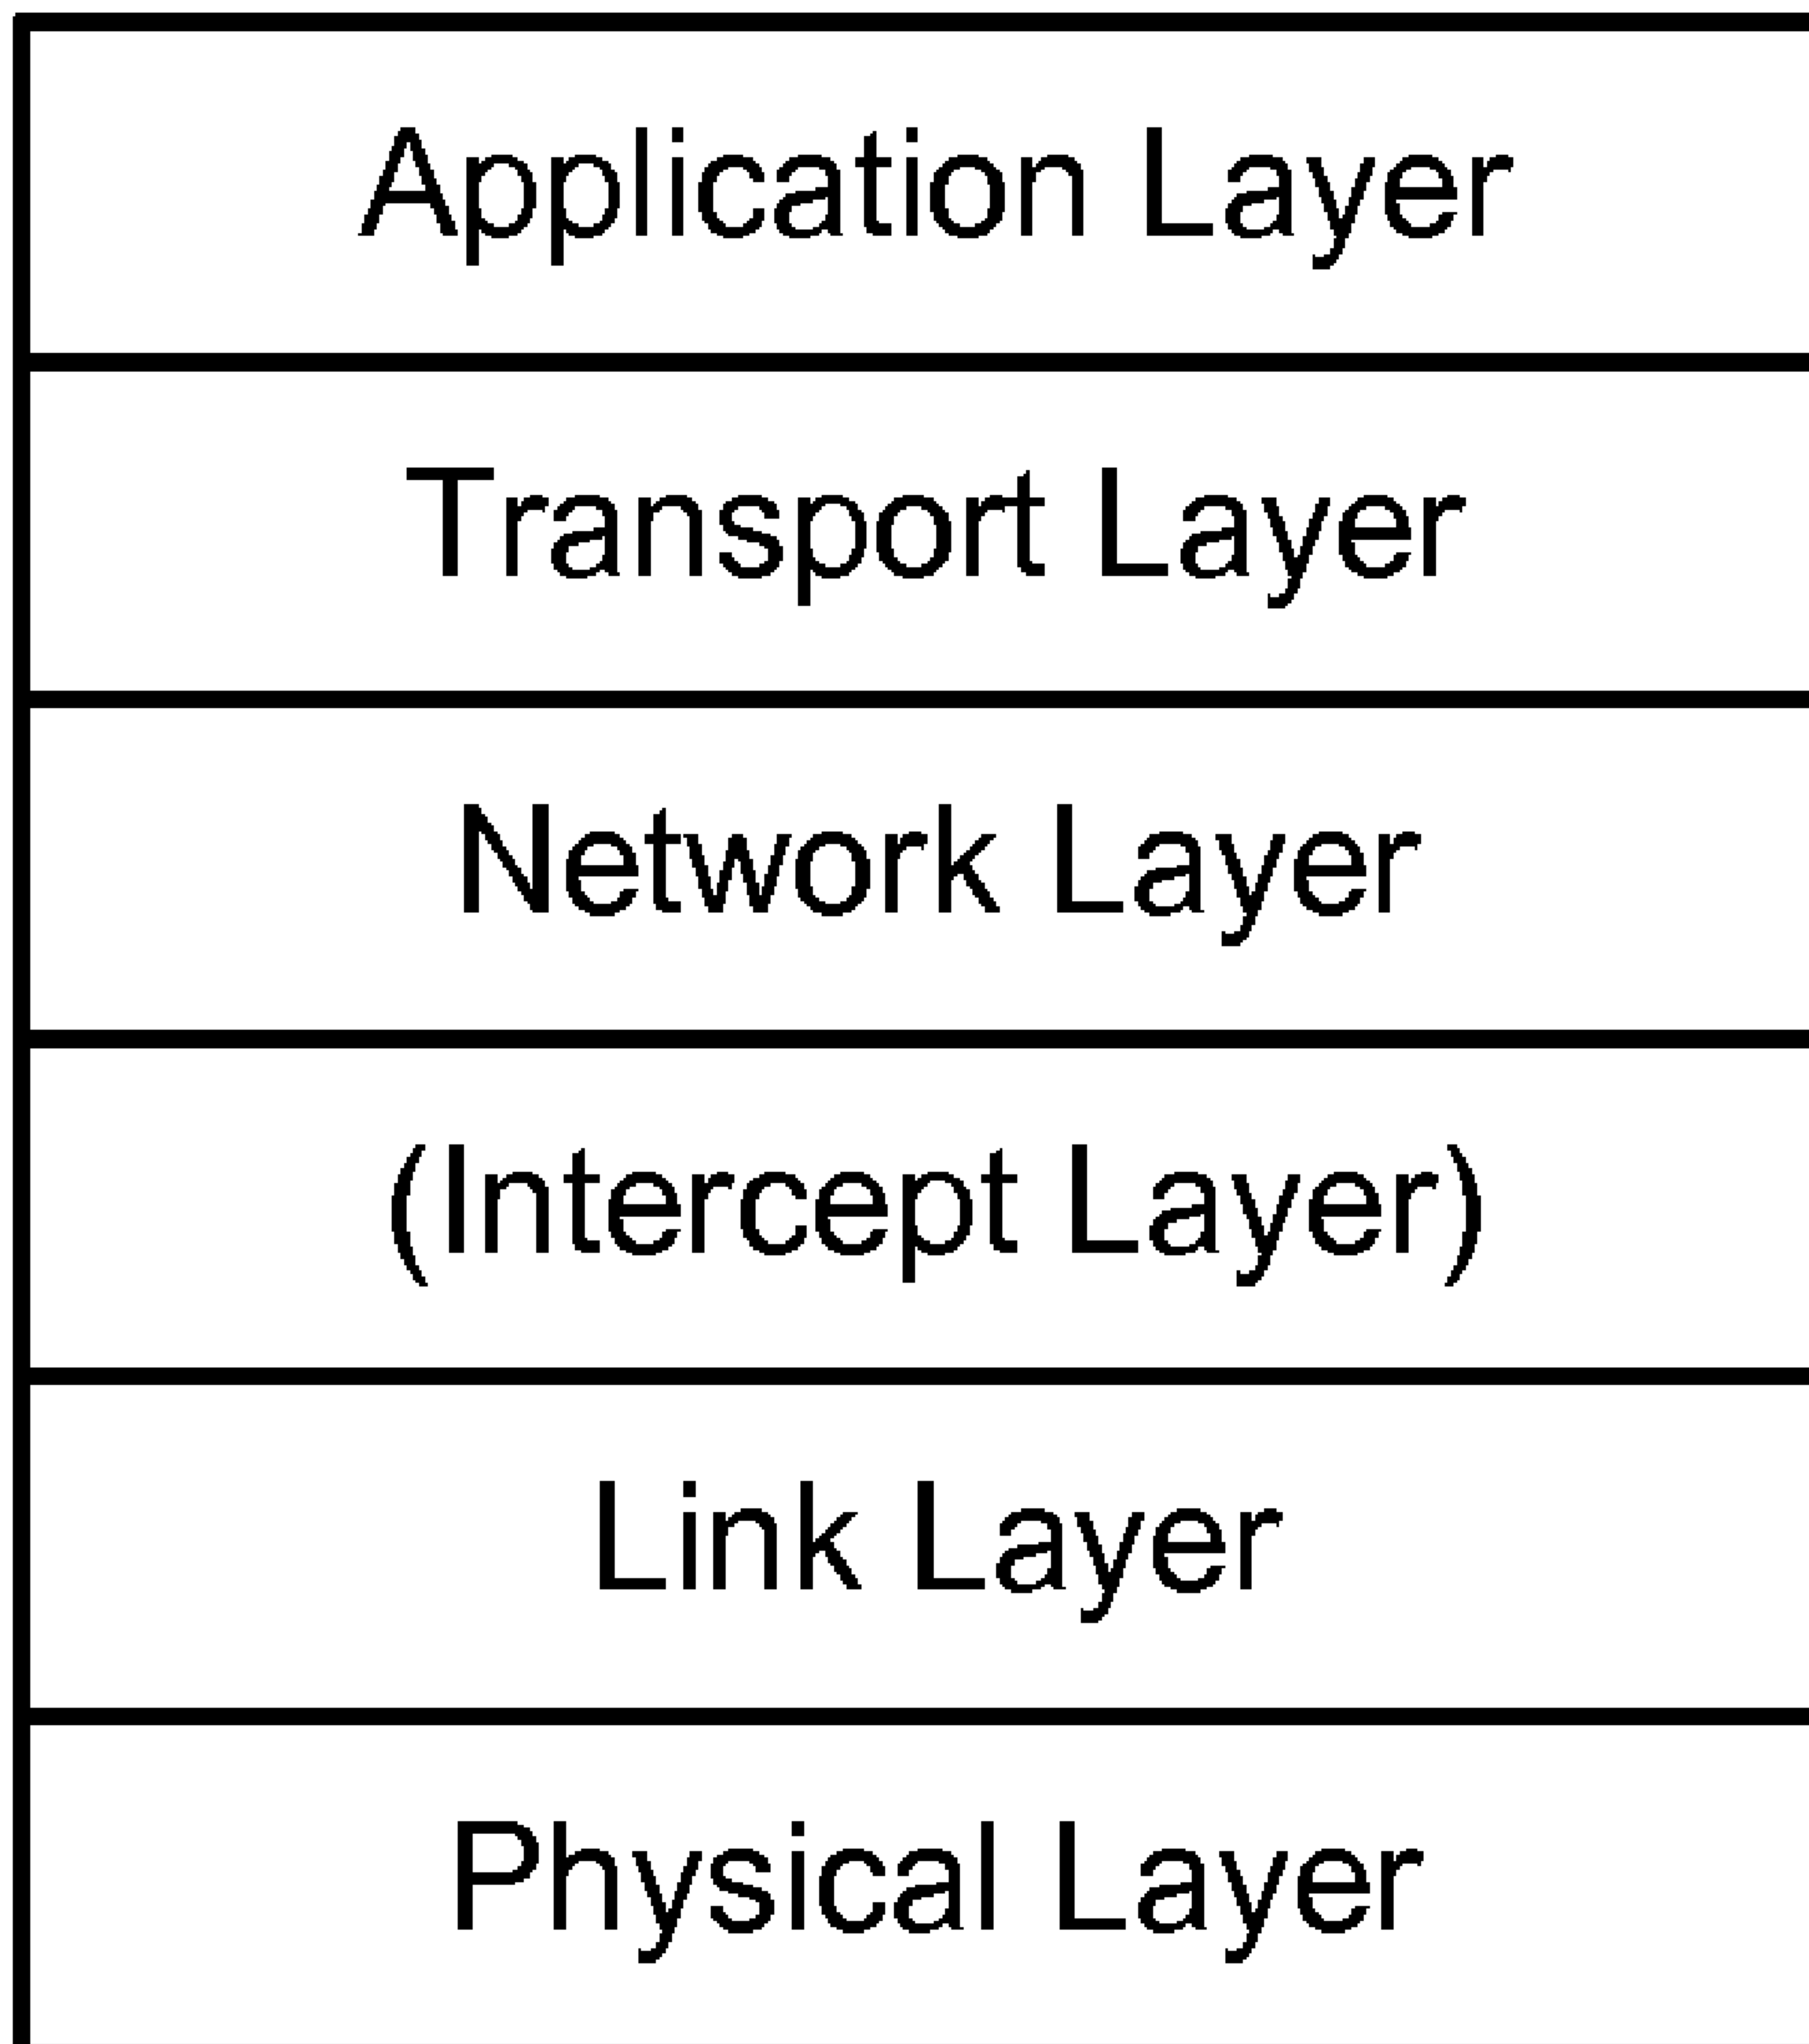 Application Layer
Transport Layer
Network Layer
(Intercept Layer)
Link Layer
Physical Layer